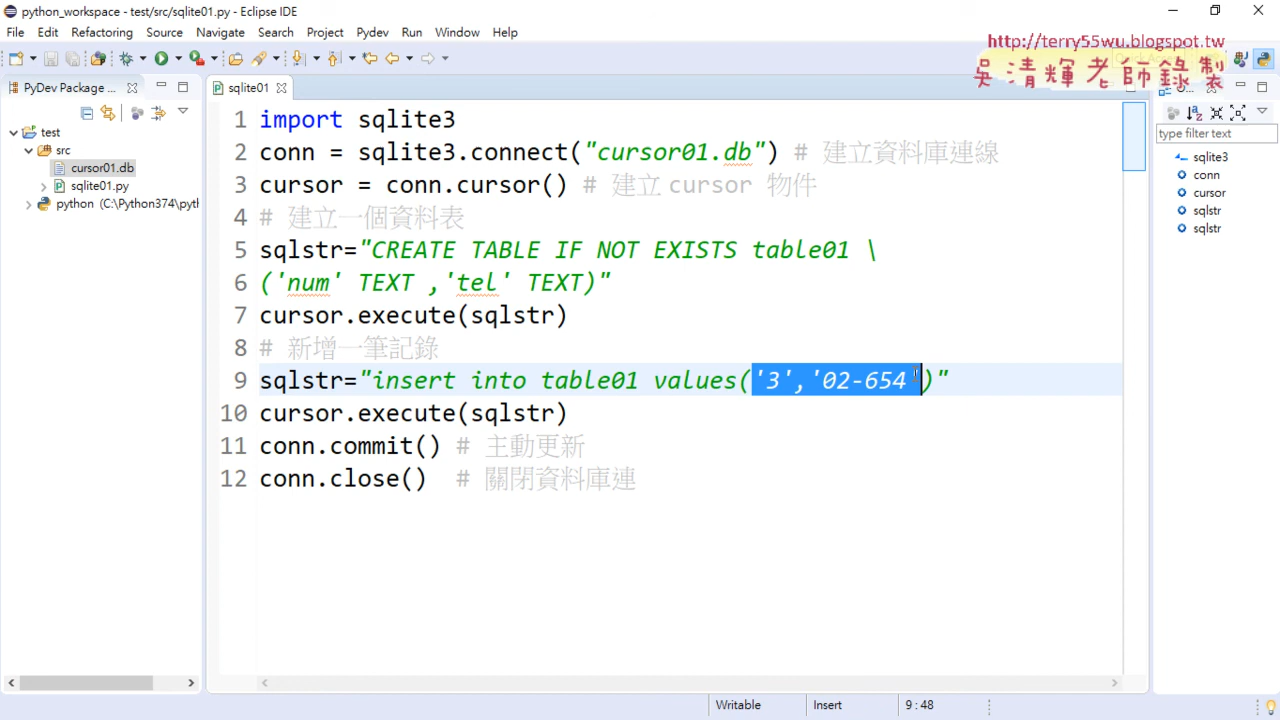 python_workspace - test/src/sqlite01.py - Eclipse IDE
File Edit Refactoring Source Navigate Search Project Pydev Run Window Help
http://terry55wu.blogspot.tw
吳清輝老師錄製
PyDev Package ...
sqlite01
test
src
cursor01.db
sqlite01.py
python (C:\Python374\pyth
1 import sqlite3
2 conn = sqlite3.connect("cursor01.db") # 建立資料庫連線
3 cursor = conn.cursor() # 建立 cursor 物件
4 # 建立一個資料表
5 sqlstr="CREATE TABLE IF NOT EXISTS table01 \
6 ('num' TEXT ,'tel' TEXT)"
7 cursor.execute(sqlstr)
8 # 新增一筆記錄
9 sqlstr="insert into table01 values('3','02-654')"
10 cursor.execute(sqlstr)
11 conn.commit() # 主動更新
12 conn.close() # 關閉資料庫連
type filter text
sqlite3
conn
cursor
sqlstr
sqlstr
Writable Insert 9 : 48